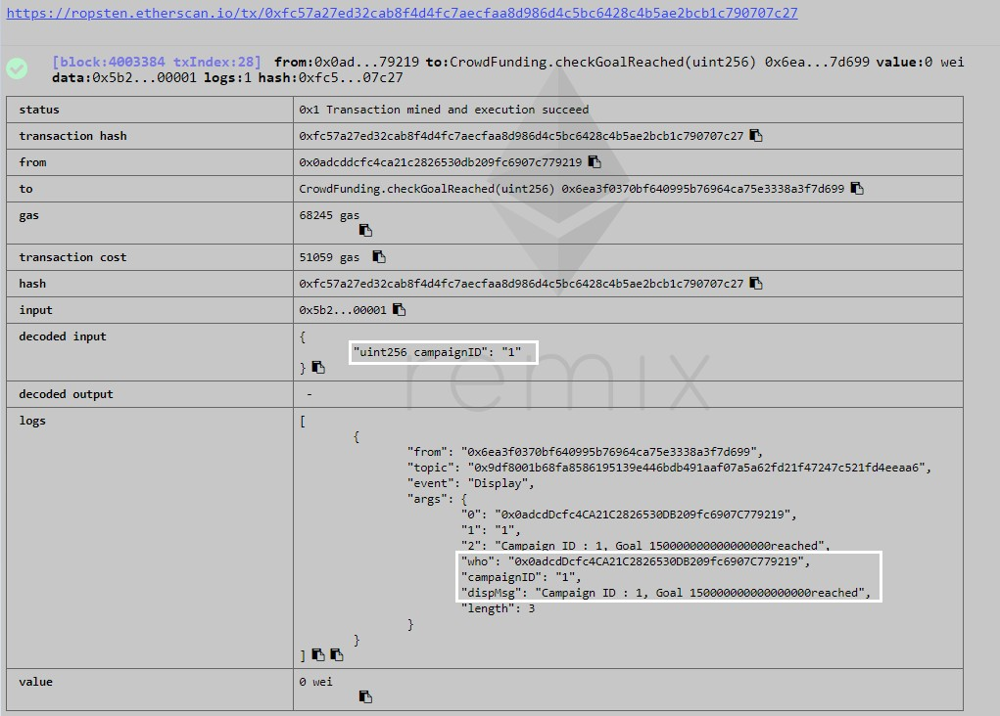 https://ropsten.etherscan.io/tx/0xfc57a27ed32cab8f4d4fc7aecfaa8d986d4c5bc6428c4b5ae2bcb1c790707c27
[block:4003384 txIndex:28] from:0x0ad...79219 to:CrowdFunding.checkGoalReached(uint256) 0x6ea...7d699 value:0 wei
data:0x5b2...00001 logs:1 hash:0xfc5...07c27
status 0x1 Transaction mined and execution succeed
transaction hash 0xfc57a27ed32cab8f4d4fc7aecfaa8d986d4c5bc6428c4b5ae2bcb1c790707c27
from 0x0adcddcfc4ca21c2826530db209fc6907c779219
to CrowdFunding.checkGoalReached(uint256) 0x6ea3f0370bf640995b76964ca75e3338a3f7d699
gas 68245 gas
transaction cost 51059 gas
hash 0xfc57a27ed32cab8f4d4fc7aecfaa8d986d4c5bc6428c4b5ae2bcb1c790707c27
input 0x5b2...00001
decoded input {
"uint256 campaignID": "1"
}
remix
decoded output -
logs [
{
"from": "0x6ea3f0370bf640995b76964ca75e3338a3f7d699",
"topic": "0x9df8001b68fa8586195139e446bdb491aaf07a5a62fd21f47247c521fd4eeaa6",
"event": "Display",
"args": {
"0": "0x0adcdDcfc4CA21C2826530DB209fc6907C779219",
"1": "1",
"2": "Campaign ID : 1, Goal 150000000000000000reached",
"who": "0x0adcdDcfc4CA21C2826530DB209fc6907C779219",
"campaignID": "1",
"dispMsg": "Campaign ID : 1, Goal 150000000000000000reached",
"length": 3
}
}
]
value 0 wei